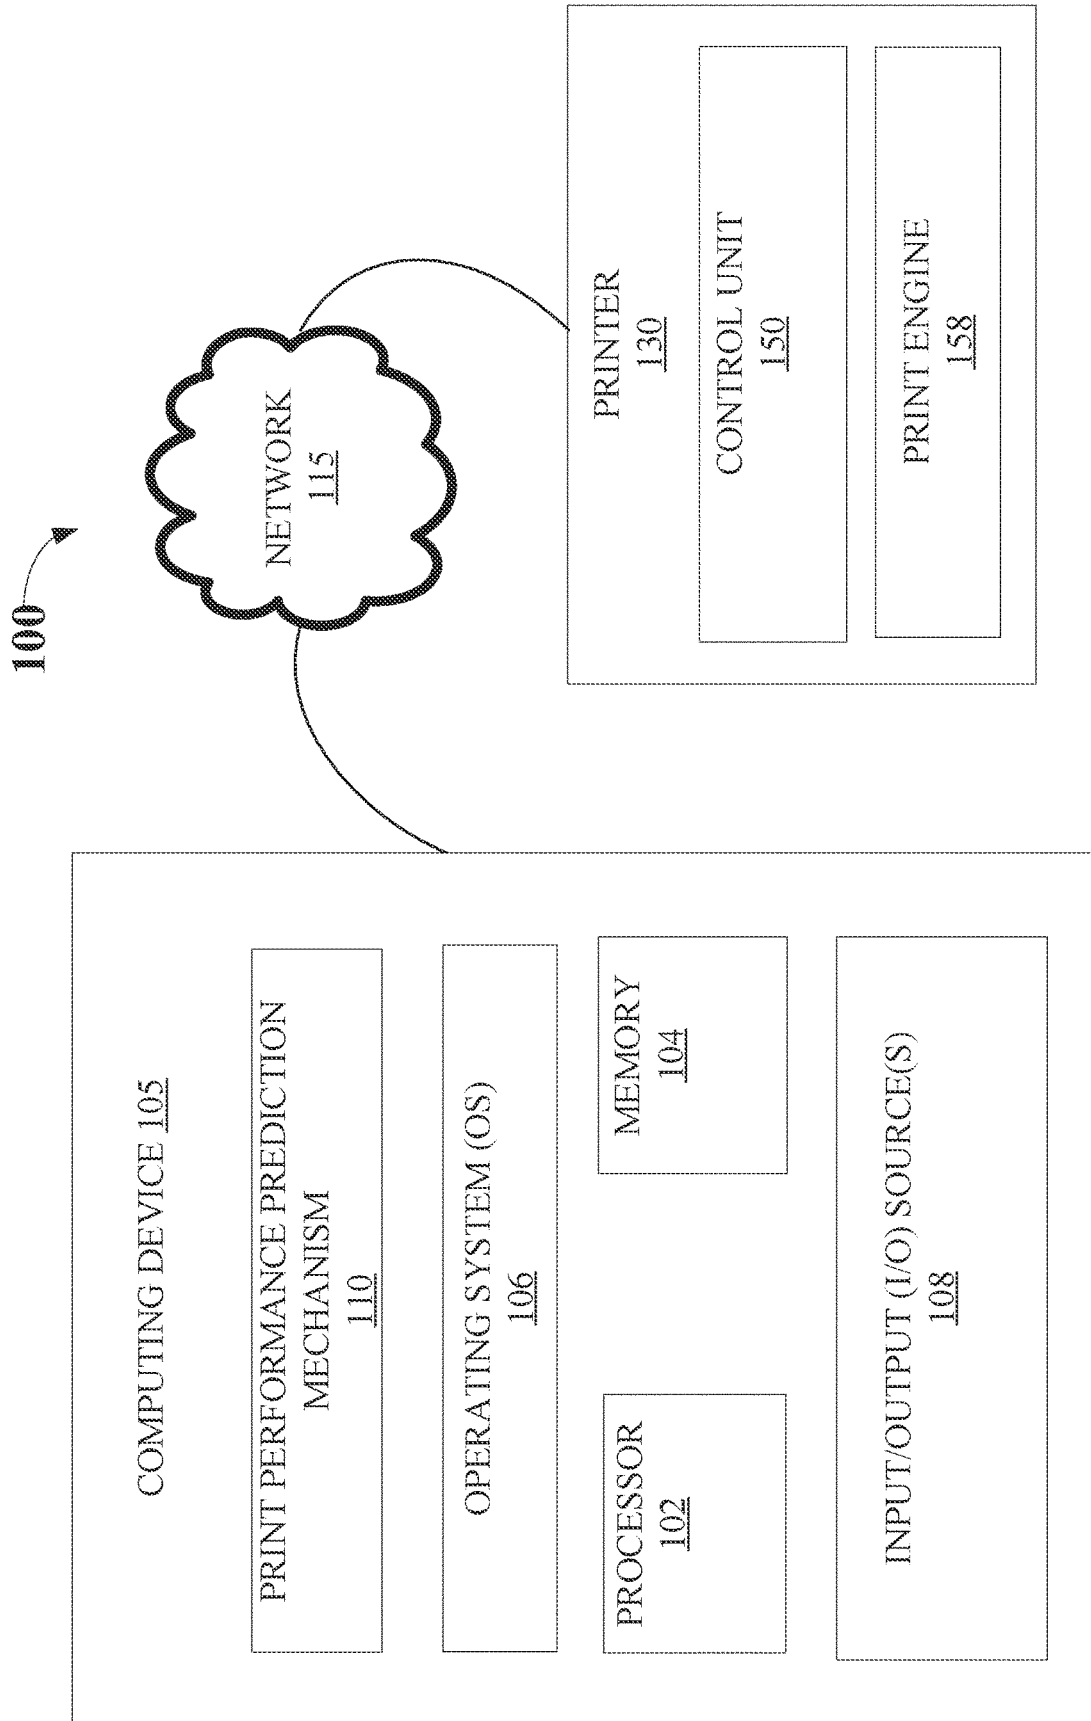 100
COMPUTING DEVICE 105
PRINT PERFORMANCE PREDICTION
MECHANISM
110
OPERATING SYSTEM (OS)
106
PROCESSOR
102
MEMORY
104
INPUT/OUTPUT (I/O) SOURCE(S)
108
NETWORK
115
PRINTER
130
CONTROL UNIT
150
PRINT ENGINE
158